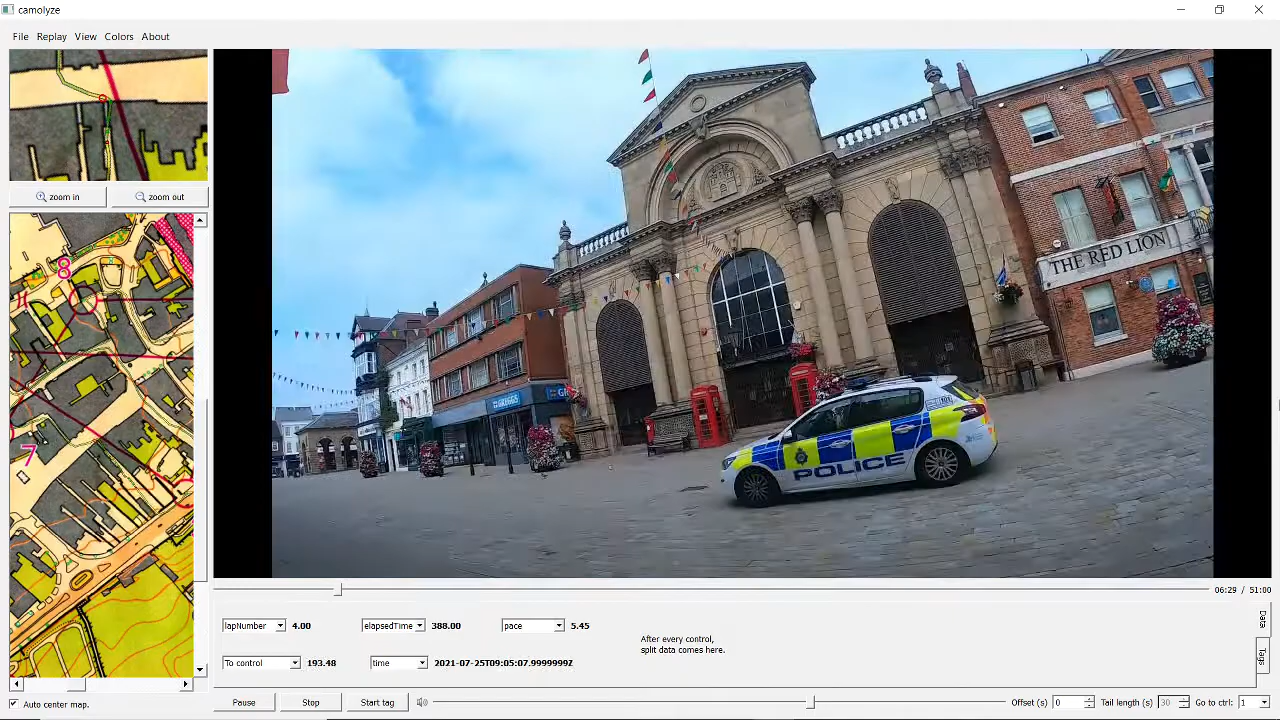 camolyze
File Replay View Colors About
zoom in zoom out
8
7
THE RED LION
GREGGS
POLICE
06:29 / 51:00
lapNumber 4.00 elapsedTime 388.00 pace 5.45
After every control,
split data comes here.
To control 193.48 time 2021-07-25T09:05:07.9999999Z
Data
Tags
Pause Stop Start tag Offset (s) 0 Tail length (s) 30 Go to ctrl: 1
Auto center map.